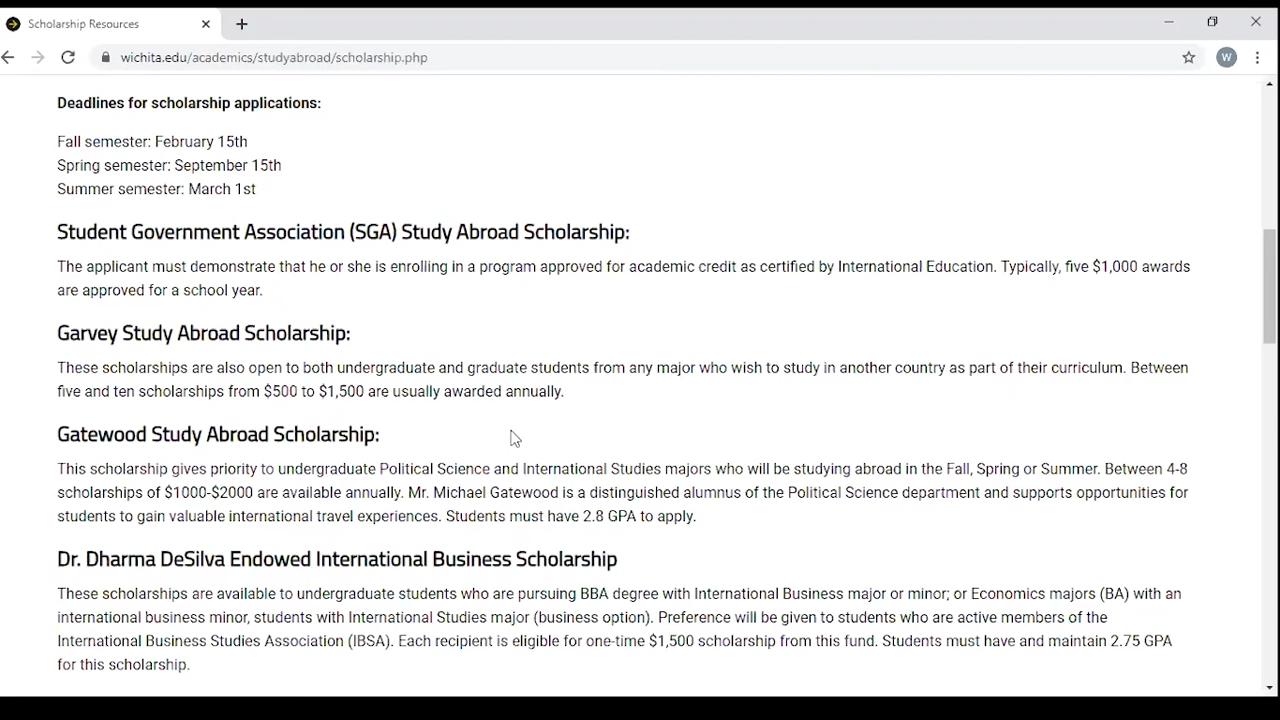 Scholarship Resources
wichita.edu/academics/studyabroad/scholarship.php
W
Deadlines for scholarship applications:
Fall semester: February 15th
Spring semester: September 15th
Summer semester: March 1st
Student Government Association (SGA) Study Abroad Scholarship:
The applicant must demonstrate that he or she is enrolling in a program approved for academic credit as certified by International Education. Typically, five $1,000 awards
are approved for a school year.
Garvey Study Abroad Scholarship:
These scholarships are also open to both undergraduate and graduate students from any major who wish to study in another country as part of their curriculum. Between
five and ten scholarships from $500 to $1,500 are usually awarded annually.
Gatewood Study Abroad Scholarship:
This scholarship gives priority to undergraduate Political Science and International Studies majors who will be studying abroad in the Fall, Spring or Summer. Between 4-8
scholarships of $1000-$2000 are available annually. Mr. Michael Gatewood is a distinguished alumnus of the Political Science department and supports opportunities for
students to gain valuable international travel experiences. Students must have 2.8 GPA to apply.
Dr. Dharma DeSilva Endowed International Business Scholarship
These scholarships are available to undergraduate students who are pursuing BBA degree with International Business major or minor; or Economics majors (BA) with an
international business minor, students with International Studies major (business option). Preference will be given to students who are active members of the
International Business Studies Association (IBSA). Each recipient is eligible for one-time $1,500 scholarship from this fund. Students must have and maintain 2.75 GPA
for this scholarship.